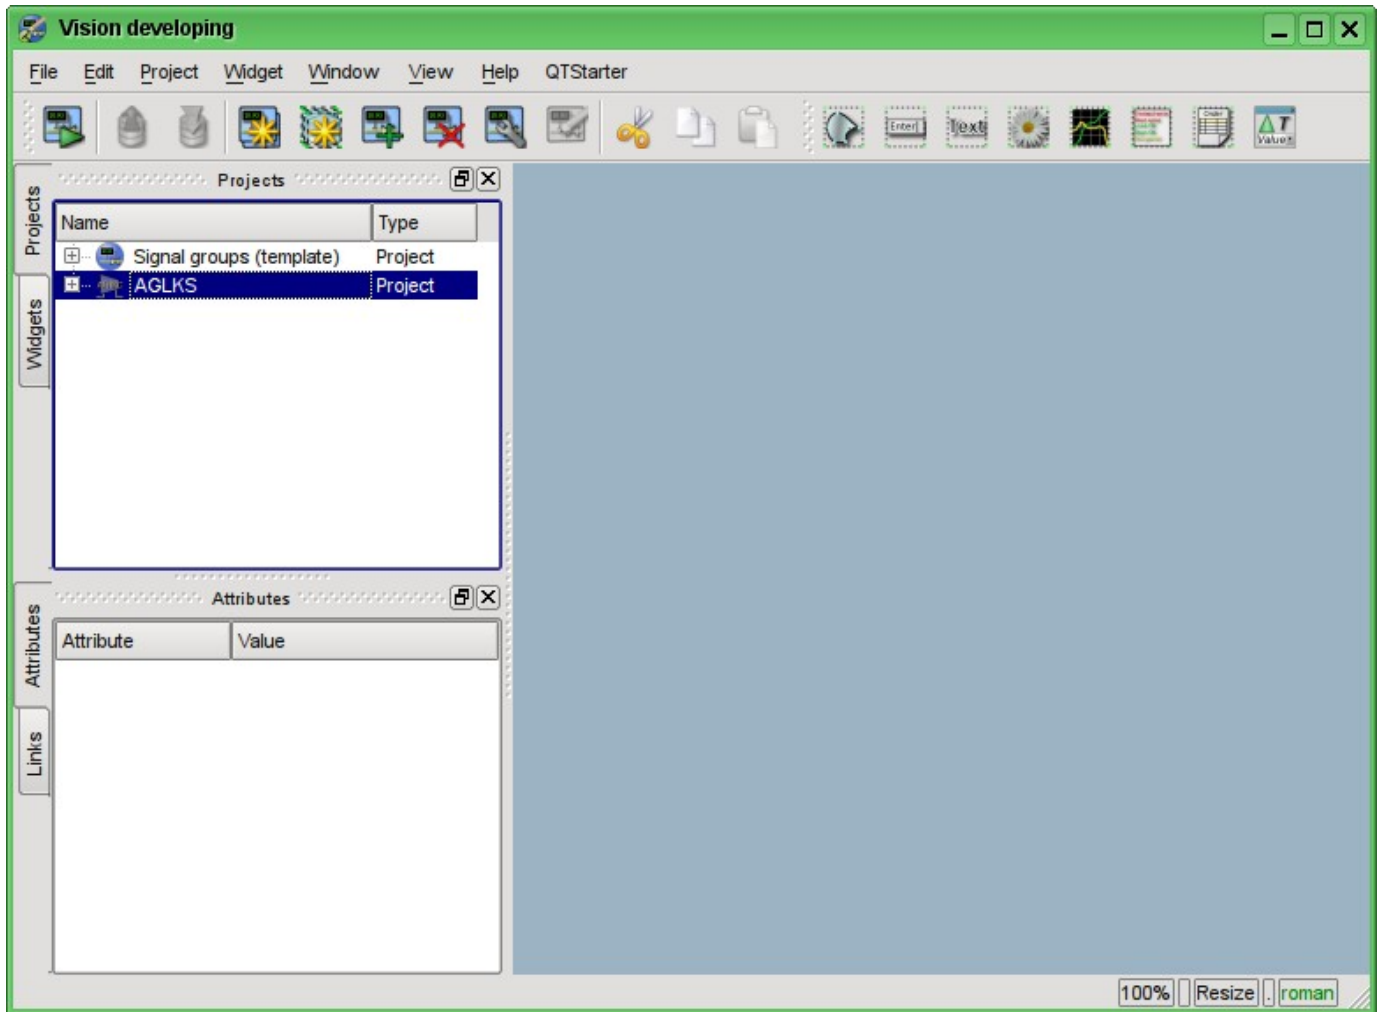 Vision developing
File Edit Project Widget Window View Help QTStarter
Enter
Text
ΔT
Value
Projects
Widgets
Projects
Name Type
Signal groups (template) Project
AGLKS Project
Attributes
Links
Attributes
Attribute Value
100% Resize . roman